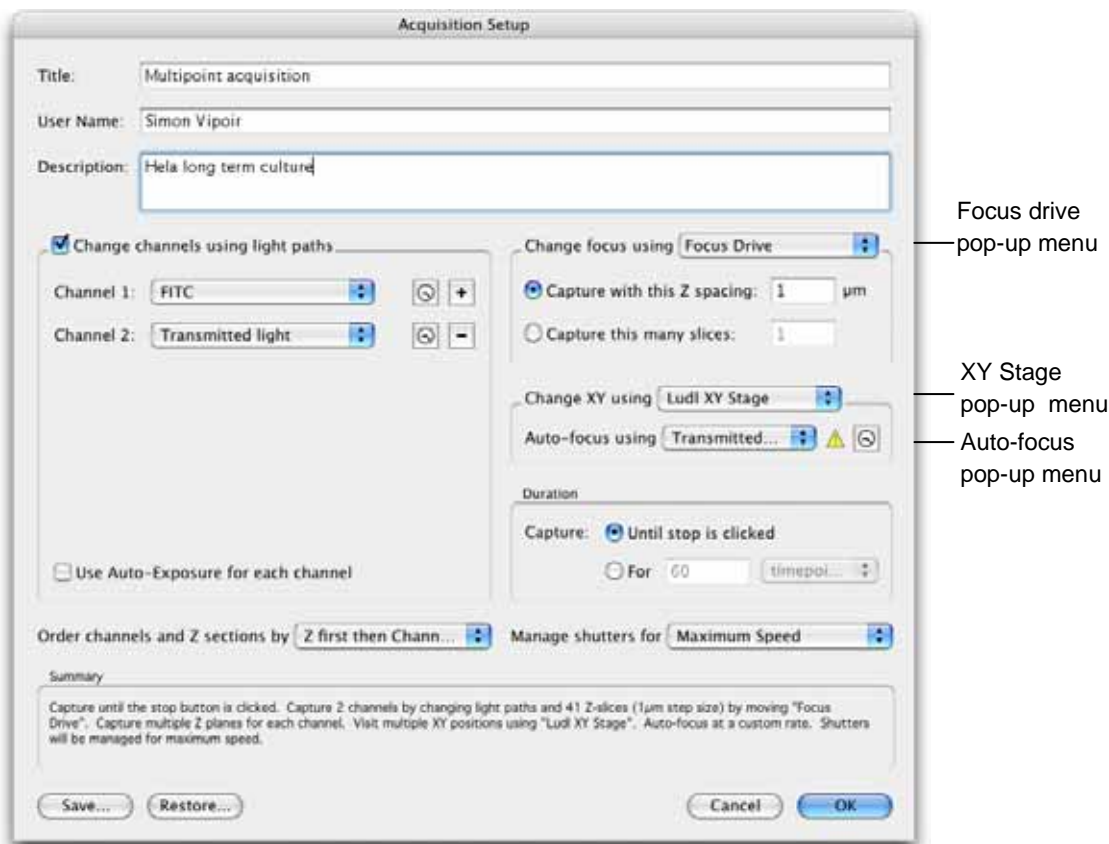 Acquisition Setup
Title: Multipoint acquisition
User Name: Simon Vipoir
Description: Hela long term culture
Change channels using light paths
Channel 1: FITC +
Channel 2: Transmitted light -
Use Auto-Exposure for each channel
Change focus using Focus Drive
Capture with this Z spacing: 1 µm
Capture this many slices: 1
Change XY using Ludl XY Stage
Auto-focus using Transmitted...
Duration
Capture: Until stop is clicked
For 60 timepoi...
Focus drive
pop-up menu
XY Stage
pop-up menu
Auto-focus
pop-up menu
Order channels and Z sections by Z first then Chann...
Manage shutters for Maximum Speed
Summary
Capture until the stop button is clicked. Capture 2 channels by changing light paths and 41 Z-slices (1µm step size) by moving "Focus
Drive". Capture multiple Z planes for each channel. Visit multiple XY positions using "Ludl XY Stage". Auto-focus at a custom rate. Shutters
will be managed for maximum speed.
Save... Restore... Cancel OK